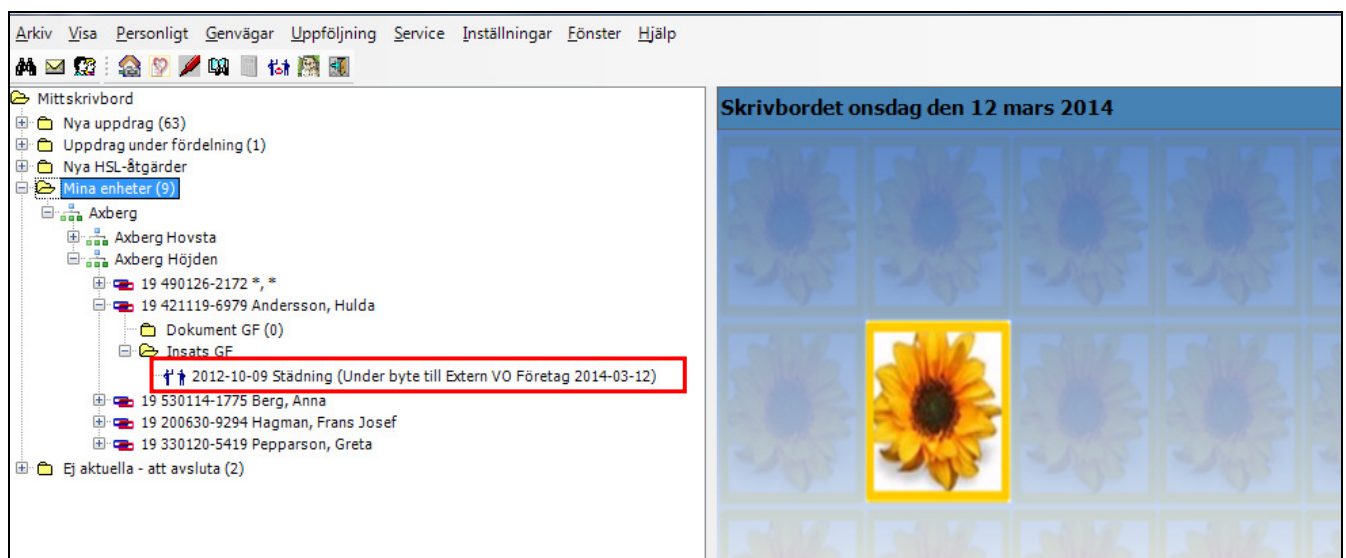 Arkiv Visa Personligt Genvägar Uppföljning Service Inställningar Fönster Hjälp
Mittskrivbord
Nya uppdrag (63)
Uppdrag under fördelning (1)
Nya HSL-åtgärder
Mina enheter (9)
Axberg
Axberg Hovsta
Axberg Höjden
19 490126-2172 *, *
19 421119-6979 Andersson, Hulda
Dokument GF (0)
Insats GF
2012-10-09 Städning (Under byte till Extern VO Företag 2014-03-12)
19 530114-1775 Berg, Anna
19 200630-9294 Hagman, Frans Josef
19 330120-5419 Pepparson, Greta
Ej aktuella - att avsluta (2)
Skrivbordet onsdag den 12 mars 2014